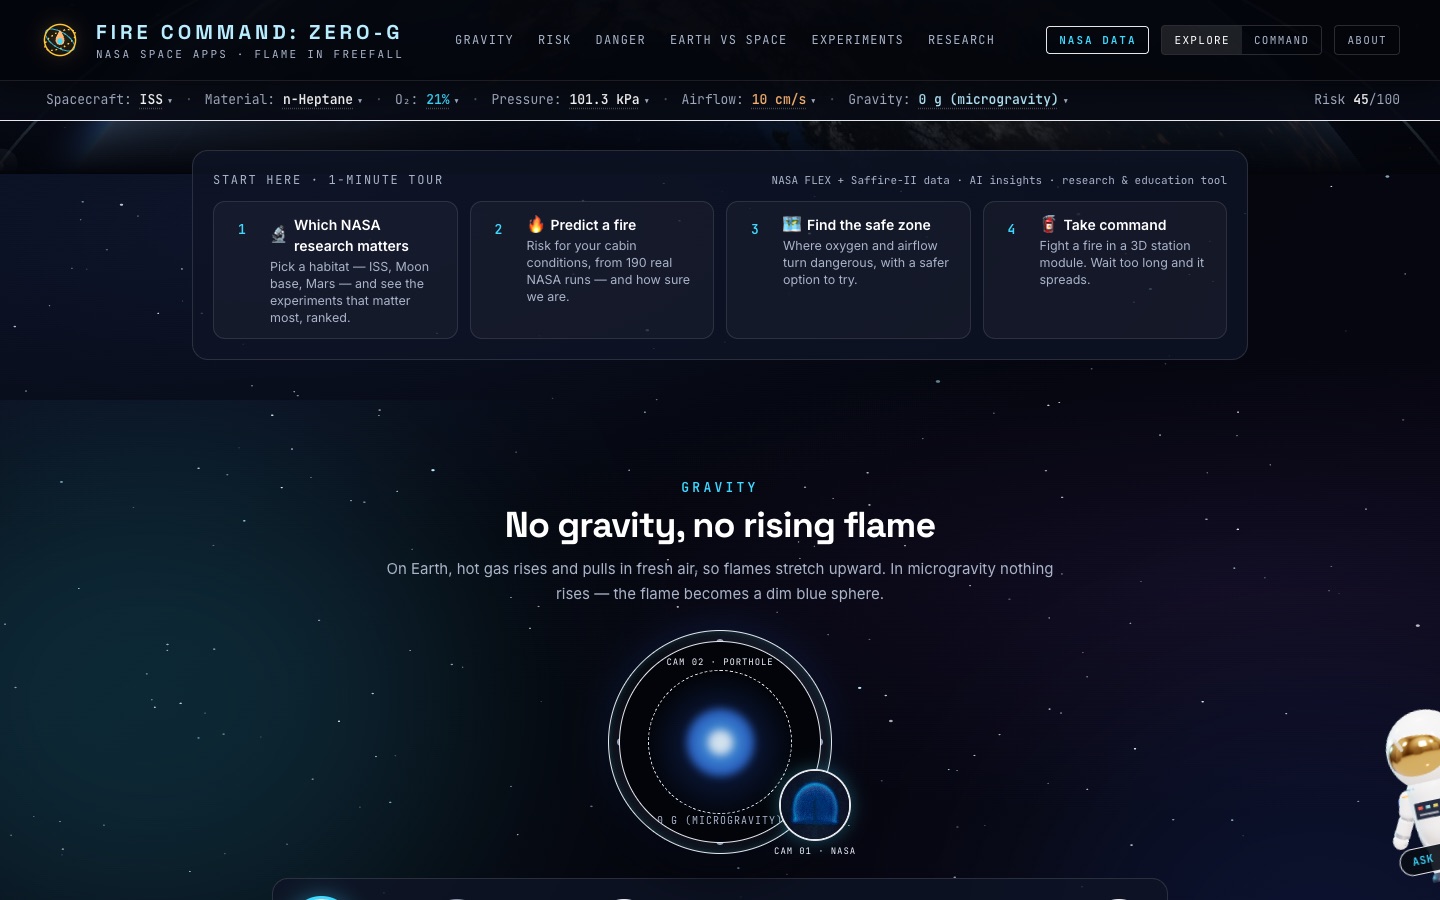 FIRE COMMAND: ZERO-G
NASA SPACE APPS · FLAME IN FREEFALL
GRAVITY RISK DANGER EARTH VS SPACE EXPERIMENTS RESEARCH
NASA DATA EXPLORE COMMAND ABOUT
Spacecraft: ISS ▾ · Material: n-Heptane ▾ · O₂: 21% ▾ · Pressure: 101.3 kPa ▾ · Airflow: 10 cm/s ▾ · Gravity: 0 g (microgravity) ▾ Risk 45/100
START HERE · 1-MINUTE TOUR
NASA FLEX + Saffire-II data · AI insights · research & education tool
1
Which NASA
research matters
Pick a habitat — ISS, Moon
base, Mars — and see the
experiments that matter
most, ranked.
2
Predict a fire
Risk for your cabin
conditions, from 190 real
NASA runs — and how sure
we are.
3
Find the safe zone
Where oxygen and airflow
turn dangerous, with a safer
option to try.
4
Take command
Fight a fire in a 3D station
module. Wait too long and it
spreads.
GRAVITY
No gravity, no rising flame
On Earth, hot gas rises and pulls in fresh air, so flames stretch upward. In microgravity nothing
rises — the flame becomes a dim blue sphere.
CAM 02 · PORTHOLE
0 G (MICROGRAVITY)
CAM 01 · NASA
ASK